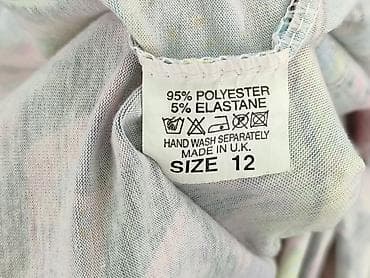 95% POLYESTER
5% ELASTANE
HAND WASH SEPARATELY
MADE IN U.K.
SIZE 12